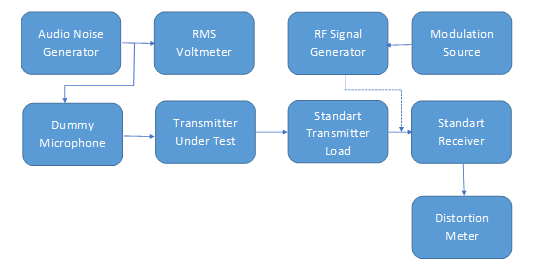 Audio Noise
Generator
RMS
Voltmeter
RF Signal
Generator
Modulation
Source
Dummy
Microphone
Transmitter
Under Test
Standart
Transmitter
Load
Standart
Receiver
Distortion
Meter